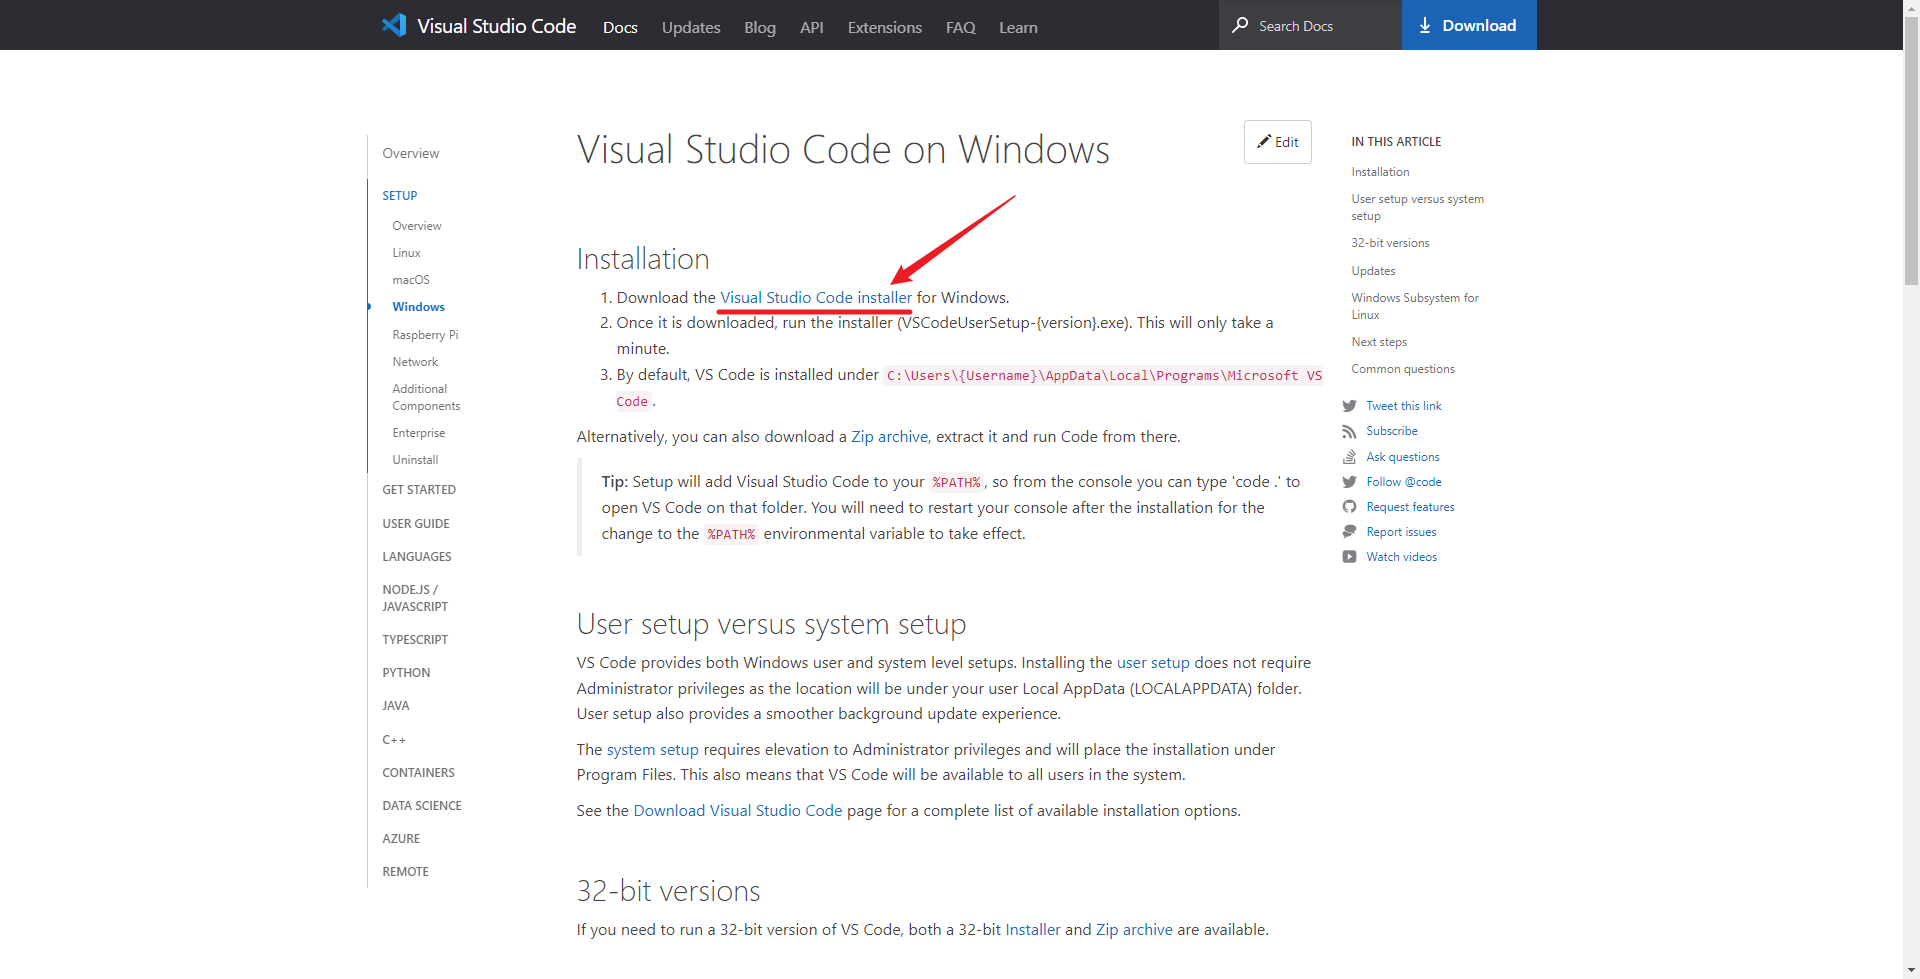 Visual Studio Code Docs Updates Blog API Extensions FAQ Learn Search Docs Download
Overview
SETUP
Overview
Linux
macOS
Windows
Raspberry Pi
Network
Additional
Components
Enterprise
Uninstall
GET STARTED
USER GUIDE
LANGUAGES
NODE.JS /
JAVASCRIPT
TYPESCRIPT
PYTHON
JAVA
C++
CONTAINERS
DATA SCIENCE
AZURE
REMOTE
Visual Studio Code on Windows
Edit
Installation
1. Download the Visual Studio Code installer for Windows.
2. Once it is downloaded, run the installer (VSCodeUserSetup-{version}.exe). This will only take a
minute.
3. By default, VS Code is installed under C:\Users\{Username}\AppData\Local\Programs\Microsoft VS
Code .
Alternatively, you can also download a Zip archive, extract it and run Code from there.
Tip: Setup will add Visual Studio Code to your %PATH% , so from the console you can type 'code .' to
open VS Code on that folder. You will need to restart your console after the installation for the
change to the %PATH% environmental variable to take effect.
User setup versus system setup
VS Code provides both Windows user and system level setups. Installing the user setup does not require
Administrator privileges as the location will be under your user Local AppData (LOCALAPPDATA) folder.
User setup also provides a smoother background update experience.
The system setup requires elevation to Administrator privileges and will place the installation under
Program Files. This also means that VS Code will be available to all users in the system.
See the Download Visual Studio Code page for a complete list of available installation options.
32-bit versions
If you need to run a 32-bit version of VS Code, both a 32-bit Installer and Zip archive are available.
IN THIS ARTICLE
Installation
User setup versus system
setup
32-bit versions
Updates
Windows Subsystem for
Linux
Next steps
Common questions
Tweet this link
Subscribe
Ask questions
Follow @code
Request features
Report issues
Watch videos